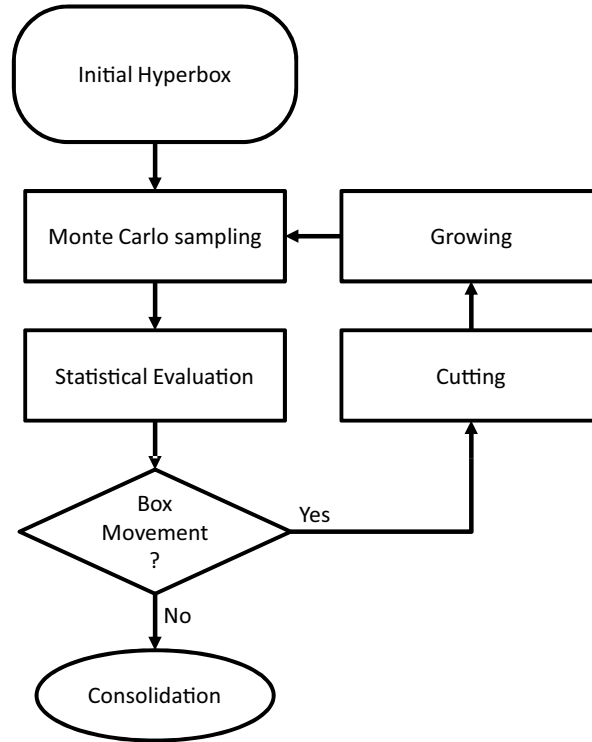 Initial Hyperbox
Monte Carlo sampling
Growing
Statistical Evaluation
Cutting
Box
Movement
?
Yes
No
Consolidation